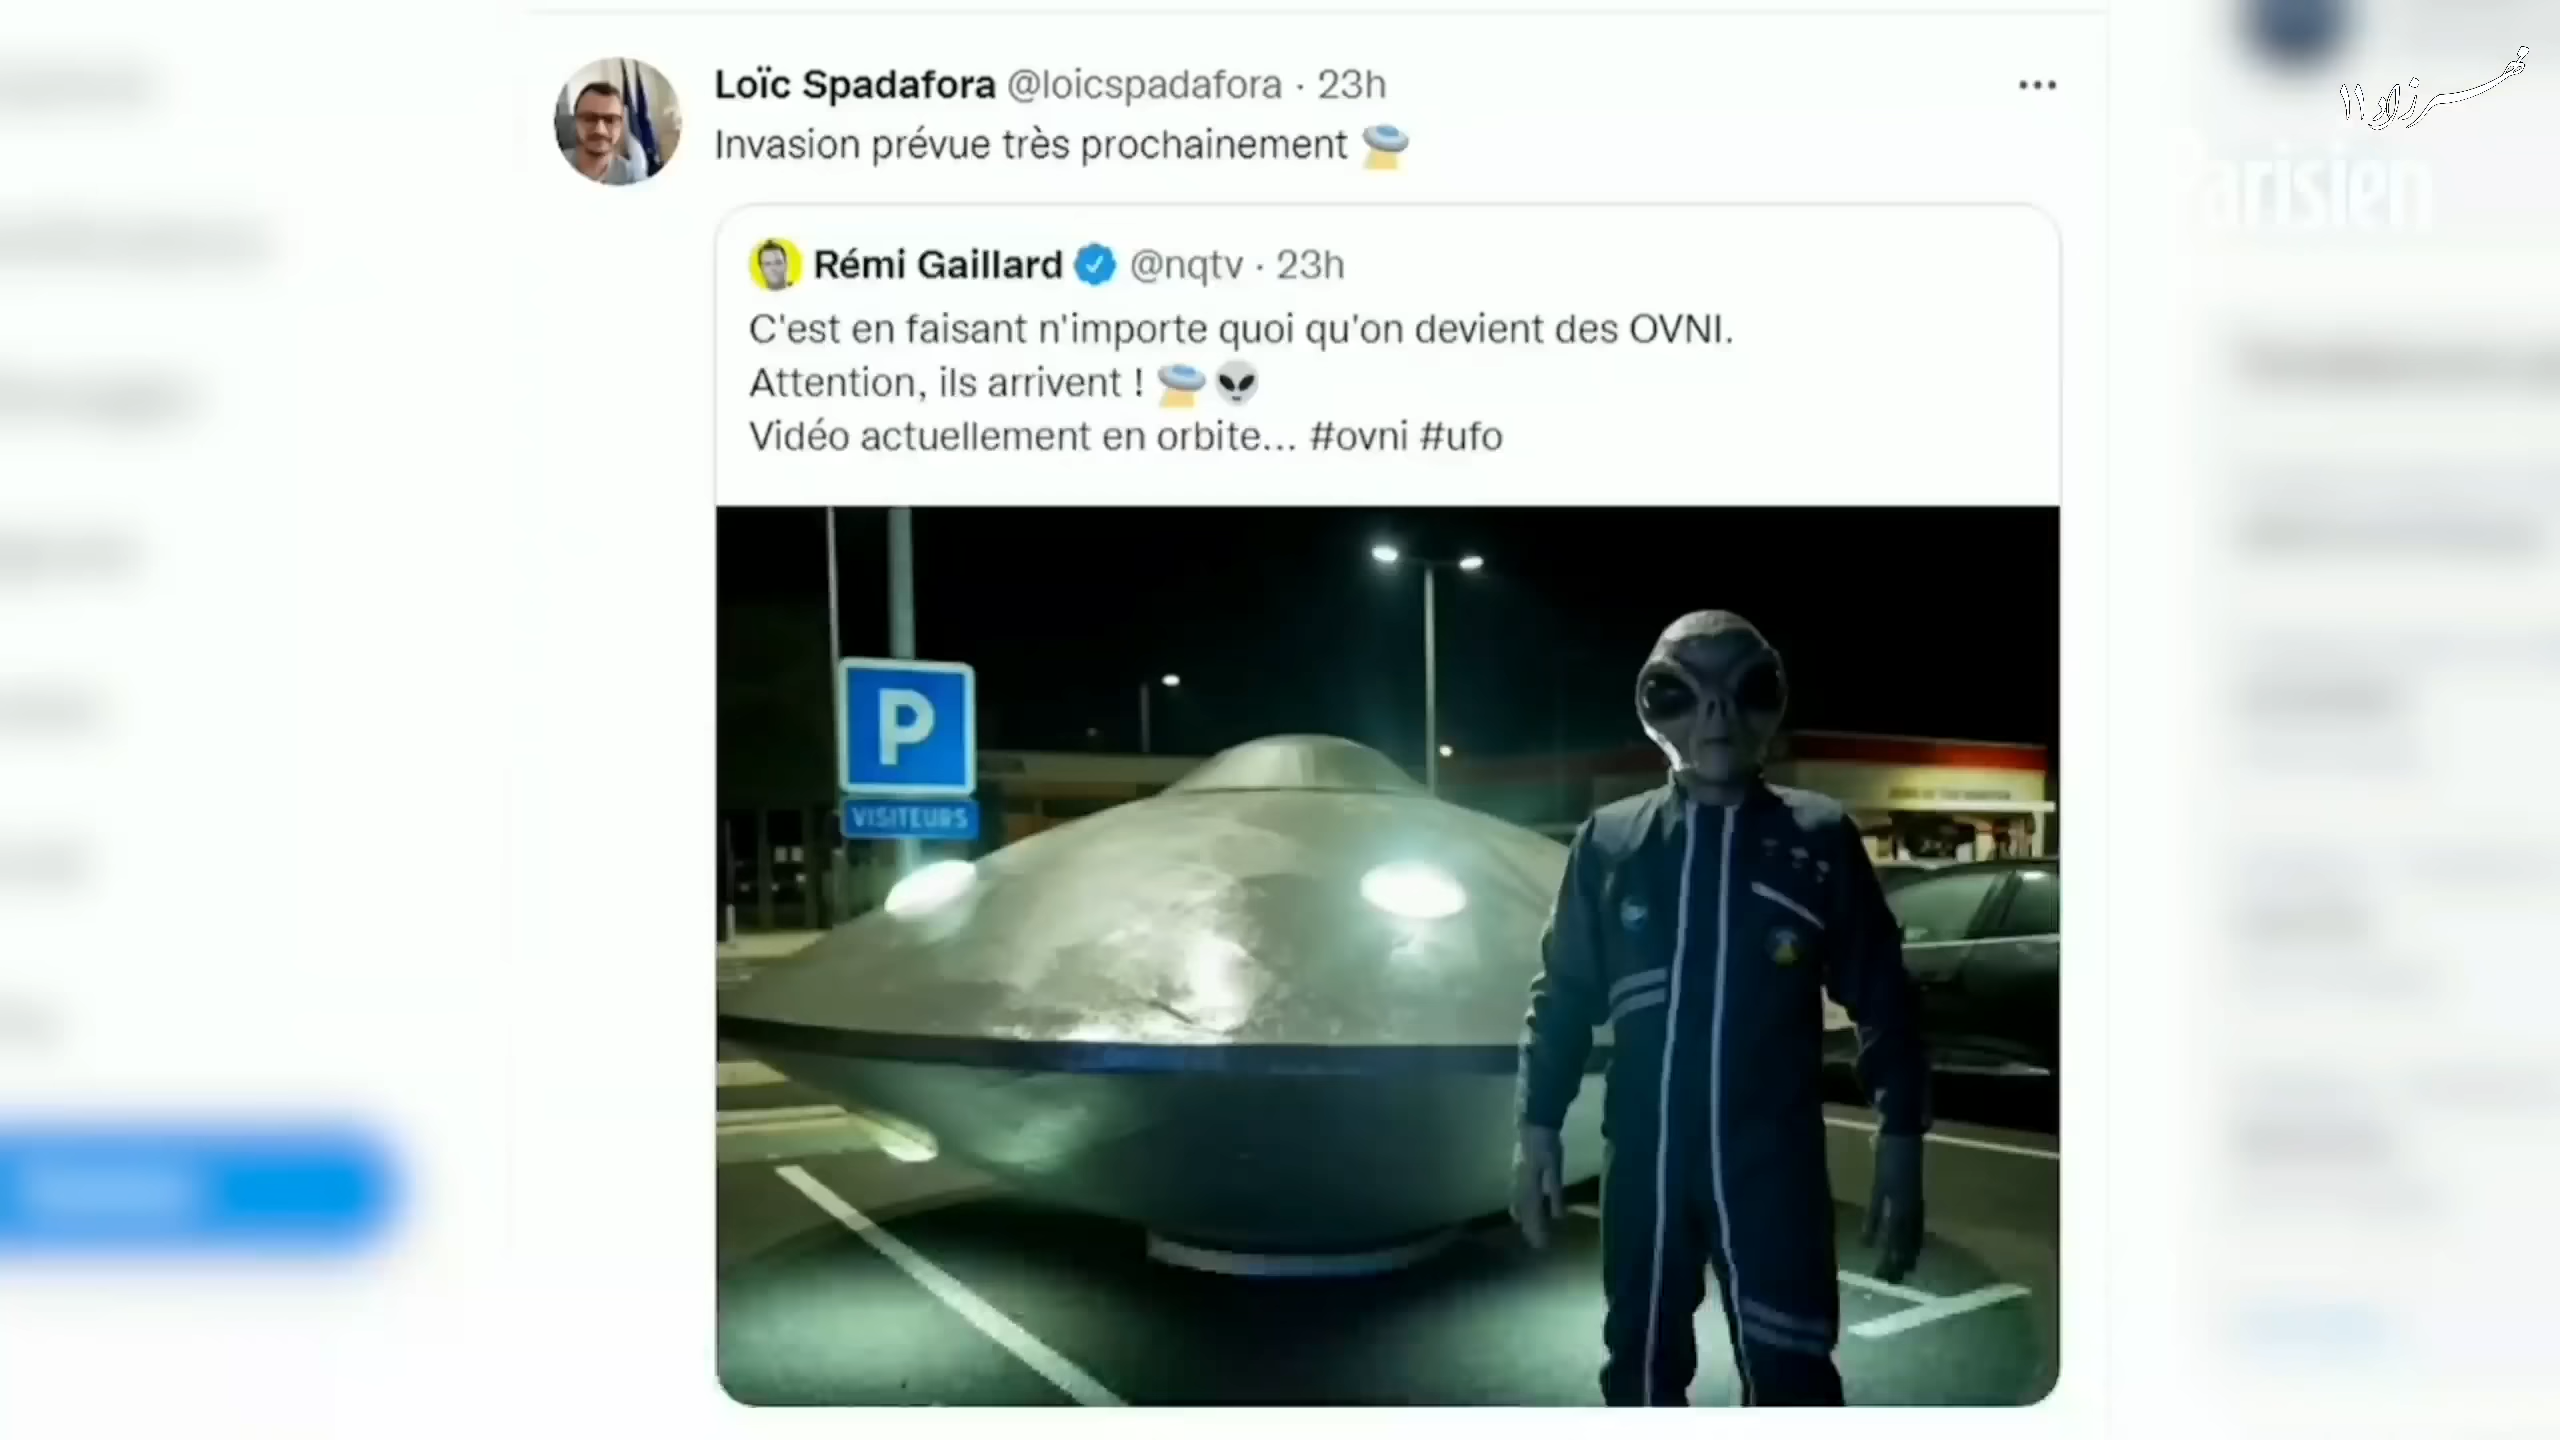 Loïc Spadafora @loicspadafora · 23h
Invasion prévue très prochainement 🛸
Rémi Gaillard @nqtv · 23h
C'est en faisant n'importe quoi qu'on devient des OVNI.
Attention, ils arrivent ! 🛸👽
Vidéo actuellement en orbite... #ovni #ufo
P
VISITEURS
Parisien